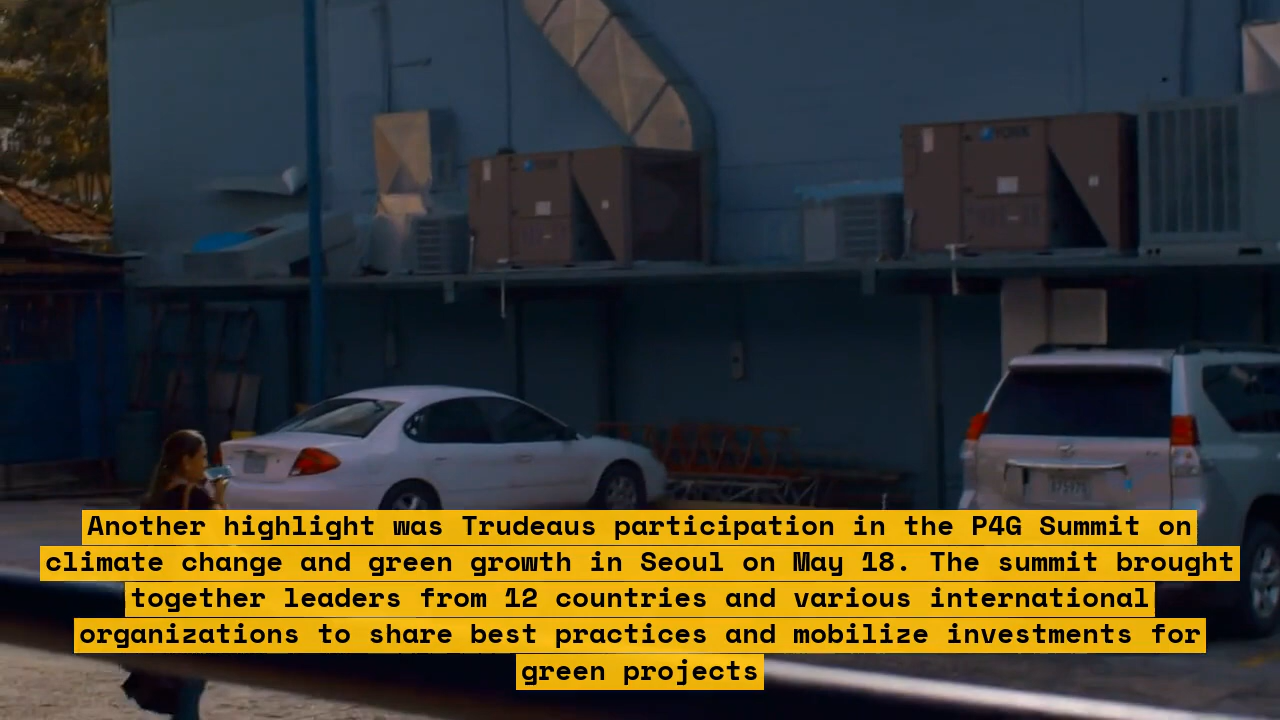 YORK
YORK
Another highlight was Trudeaus participation in the P4G Summit on
climate change and green growth in Seoul on May 18. The summit brought
together leaders from 12 countries and various international
organizations to share best practices and mobilize investments for
green projects